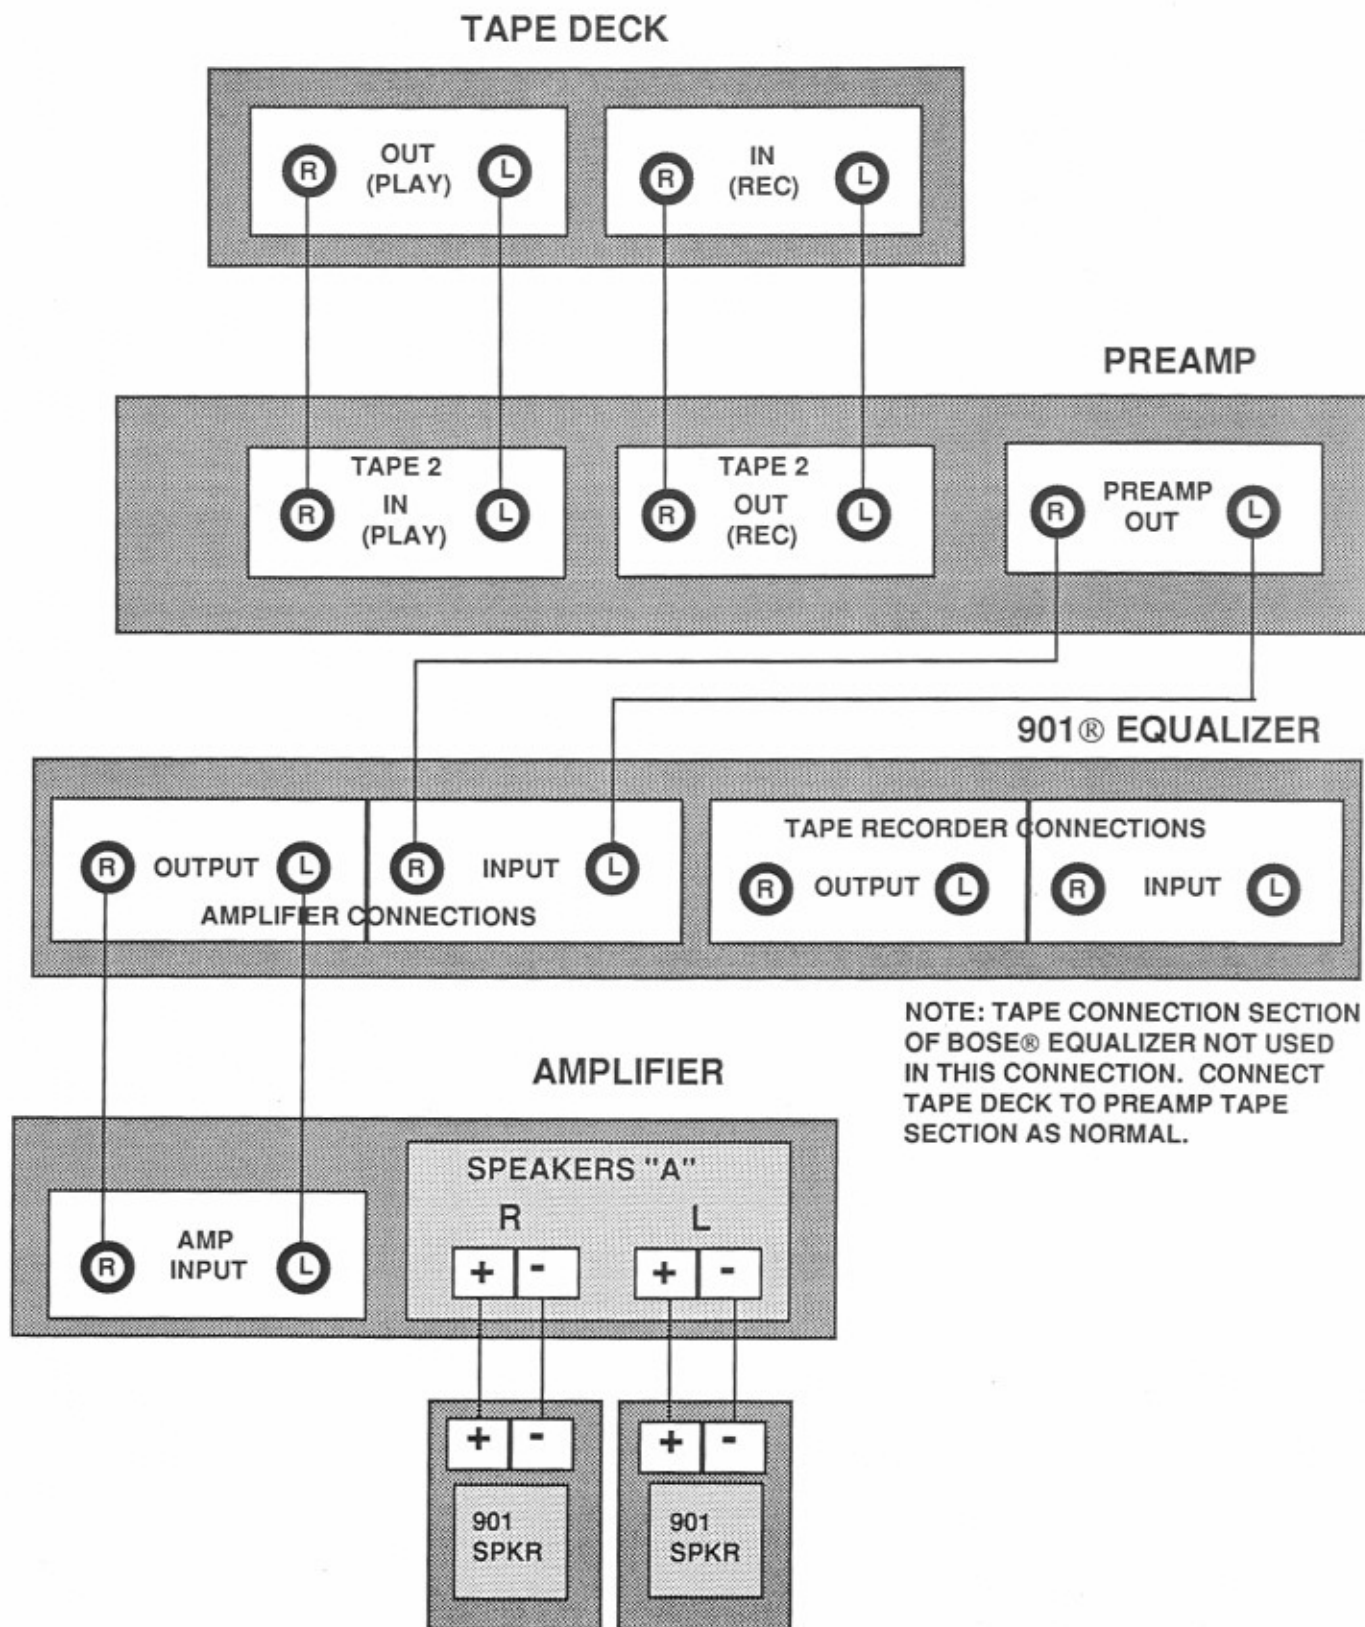 TAPE DECK
R OUT L R IN L
(PLAY) (REC)
PREAMP
TAPE 2 TAPE 2
R IN L R OUT L R PREAMP L
(PLAY) (REC) OUT
901® EQUALIZER
R OUTPUT L R INPUT L
AMPLIFIER CONNECTIONS
TAPE RECORDER CONNECTIONS
R OUTPUT L R INPUT L
NOTE: TAPE CONNECTION SECTION
OF BOSE® EQUALIZER NOT USED
IN THIS CONNECTION. CONNECT
TAPE DECK TO PREAMP TAPE
SECTION AS NORMAL.
AMPLIFIER
R AMP L
INPUT
SPEAKERS "A"
R L
+ - + -
+ - + -
901 901
SPKR SPKR